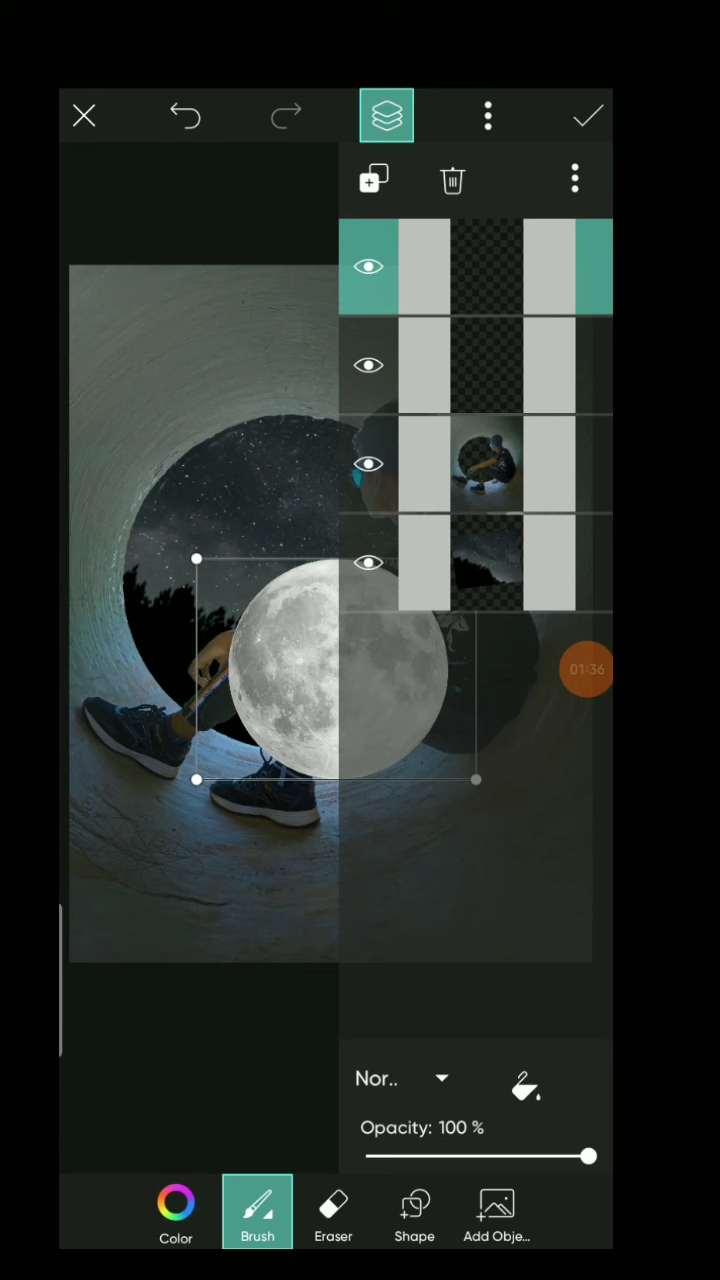 01:36
Nor..
Opacity: 100 %
Color
Brush
Eraser
Shape
Add Obje...